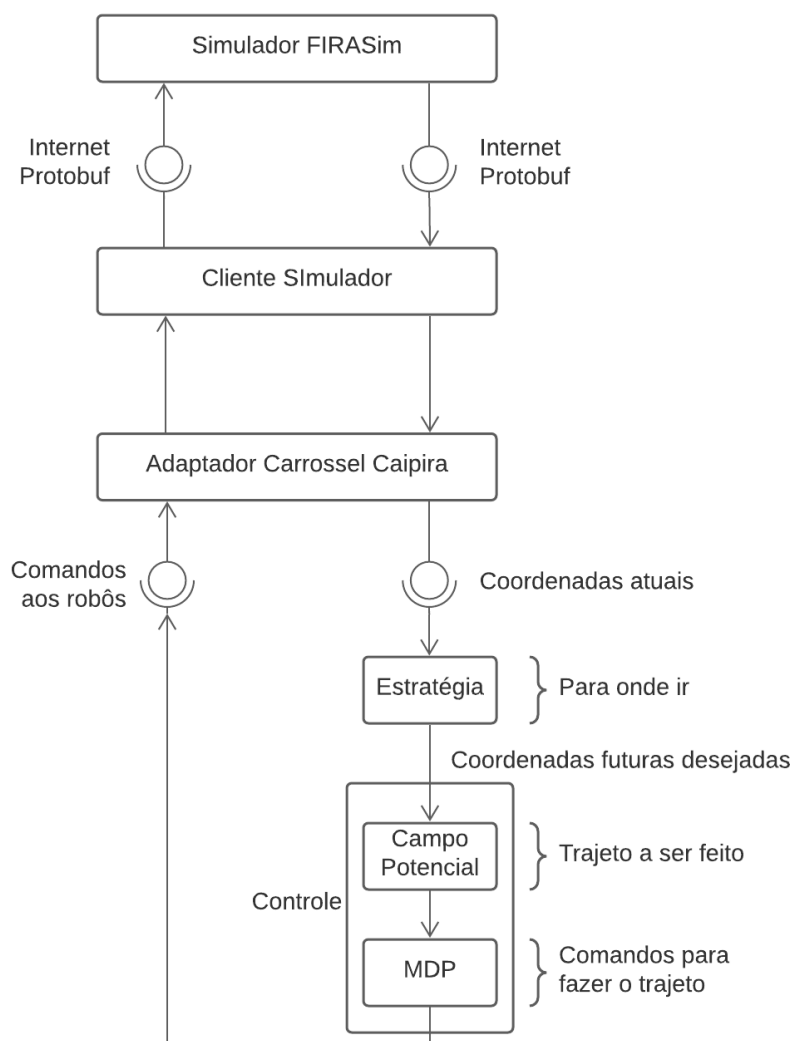 Simulador FIRASim
Internet
Protobuf
Internet
Protobuf
Cliente SImulador
Adaptador Carrossel Caipira
Comandos
aos robôs
Coordenadas atuais
Estratégia
Para onde ir
Coordenadas futuras desejadas
Campo
Potencial
Trajeto a ser feito
Controle
MDP
Comandos para
fazer o trajeto